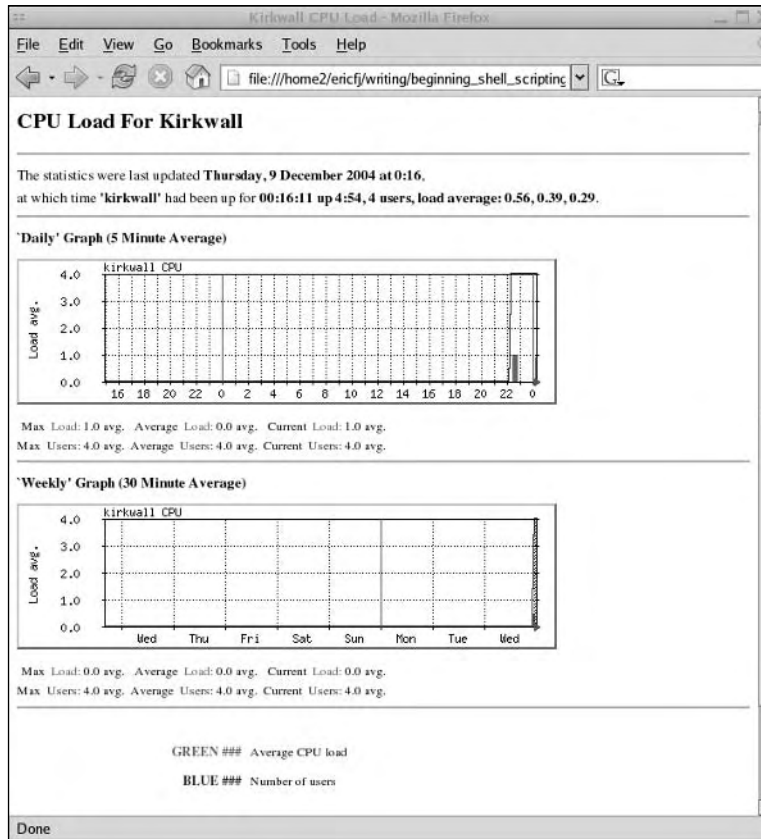 Kirkwall CPU Load - Mozilla Firefox
File Edit View Go Bookmarks Tools Help
file:///home2/ericfj/writing/beginning_shell_scripting
G
CPU Load For Kirkwall
The statistics were last updated Thursday, 9 December 2004 at 0:16,
at which time 'kirkwall' had been up for 00:16:11 up 4:54, 4 users, load average: 0.56, 0.39, 0.29.
`Daily' Graph (5 Minute Average)
kirkwall CPU
Load avg.
4.0
3.0
2.0
1.0
0.0
16 18 20 22 0 2 4 6 8 10 12 14 16 18 20 22 0
Max Load: 1.0 avg. Average Load: 0.0 avg. Current Load: 1.0 avg.
Max Users: 4.0 avg. Average Users: 4.0 avg. Current Users: 4.0 avg.
`Weekly' Graph (30 Minute Average)
kirkwall CPU
Load avg.
4.0
3.0
2.0
1.0
0.0
Wed Thu Fri Sat Sun Mon Tue Wed
Max Load: 0.0 avg. Average Load: 0.0 avg. Current Load: 0.0 avg.
Max Users: 4.0 avg. Average Users: 4.0 avg. Current Users: 4.0 avg.
GREEN ### Average CPU load
BLUE ### Number of users
Done